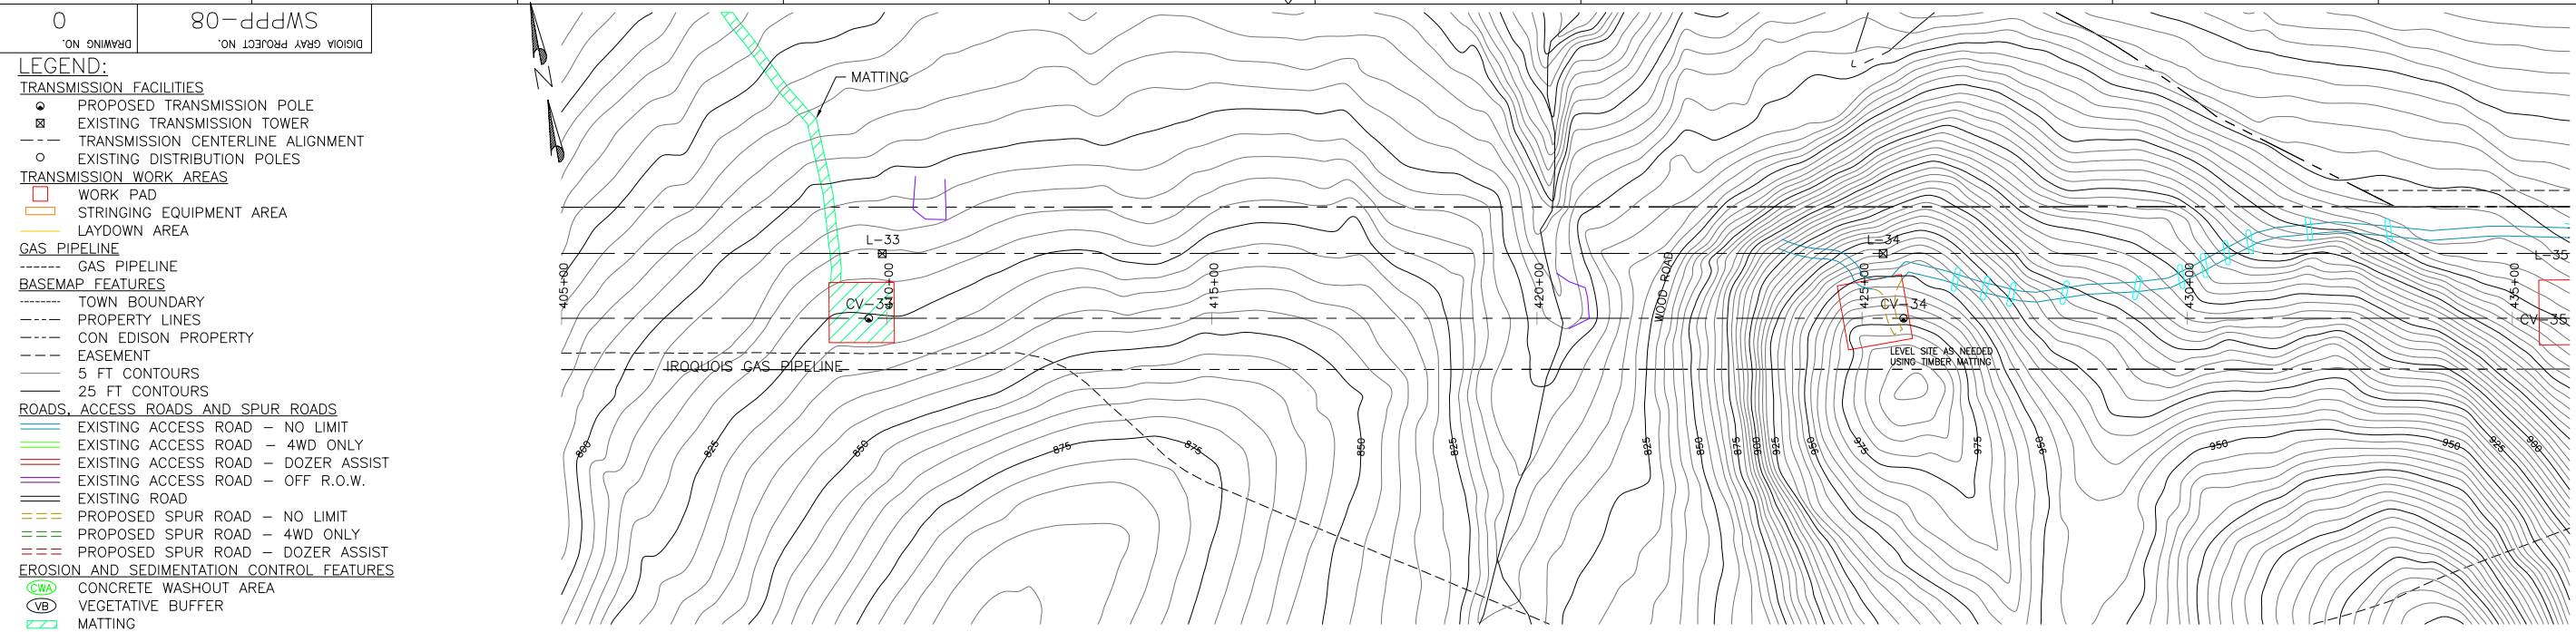 0
DRAWING NO.
SWPPP-08
DIGIOIA GRAY PROJECT NO.
LEGEND:
TRANSMISSION FACILITIES
PROPOSED TRANSMISSION POLE
EXISTING TRANSMISSION TOWER
TRANSMISSION CENTERLINE ALIGNMENT
EXISTING DISTRIBUTION POLES
TRANSMISSION WORK AREAS
WORK PAD
STRINGING EQUIPMENT AREA
LAYDOWN AREA
GAS PIPELINE
GAS PIPELINE
BASEMAP FEATURES
TOWN BOUNDARY
PROPERTY LINES
CON EDISON PROPERTY
EASEMENT
5 FT CONTOURS
25 FT CONTOURS
ROADS, ACCESS ROADS AND SPUR ROADS
EXISTING ACCESS ROAD - NO LIMIT
EXISTING ACCESS ROAD - 4WD ONLY
EXISTING ACCESS ROAD - DOZER ASSIST
EXISTING ACCESS ROAD - OFF R.O.W.
EXISTING ROAD
PROPOSED SPUR ROAD - NO LIMIT
PROPOSED SPUR ROAD - 4WD ONLY
PROPOSED SPUR ROAD - DOZER ASSIST
EROSION AND SEDIMENTATION CONTROL FEATURES
CWA CONCRETE WASHOUT AREA
VB VEGETATIVE BUFFER
MATTING
N
MATTING
L-33
L-34
L-35
405+00
410+00
415+00
420+00
425+00
430+00
435+00
WOOD ROAD
CV-33
CV-34
CV-35
LEVEL SITE AS NEEDED
USING TIMBER MATTING
IROQUOIS GAS PIPELINE
800
825
850
875
875
850
825
825
850
875
900
925
950
975
975
950
950
950
925
900